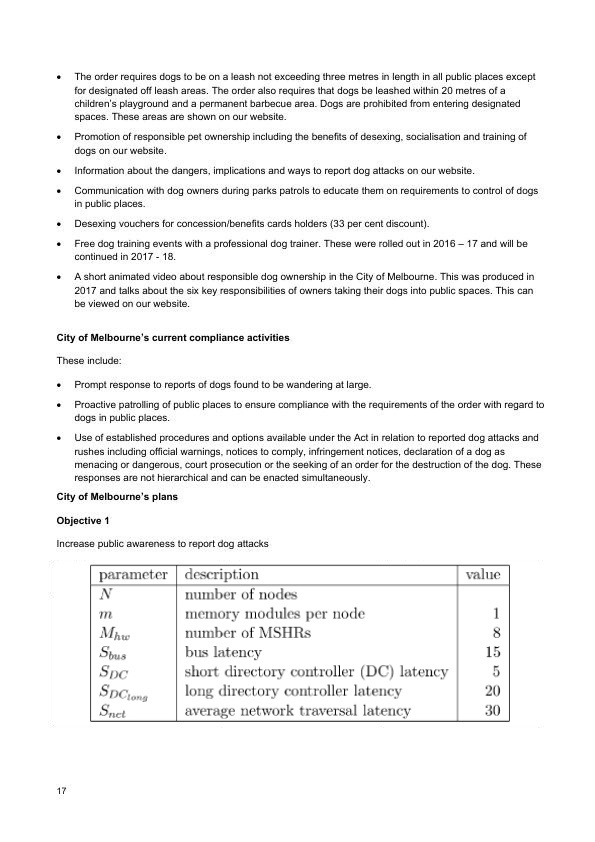 • The order requires dogs to be on a leash not exceeding three metres in length in all public places except
for designated off leash areas. The order also requires that dogs be leashed within 20 metres of a
children's playground and a permanent barbecue area. Dogs are prohibited from entering designated
spaces. These areas are shown on our website.
• Promotion of responsible pet ownership including the benefits of desexing, socialisation and training of
dogs on our website.
• Information about the dangers, implications and ways to report dog attacks on our website.
• Communication with dog owners during parks patrols to educate them on requirements to control of dogs
in public places.
• Desexing vouchers for concession/benefits cards holders (33 per cent discount).
• Free dog training events with a professional dog trainer. These were rolled out in 2016 – 17 and will be
continued in 2017 - 18.
• A short animated video about responsible dog ownership in the City of Melbourne. This was produced in
2017 and talks about the six key responsibilities of owners taking their dogs into public spaces. This can
be viewed on our website.
City of Melbourne's current compliance activities
These include:
• Prompt response to reports of dogs found to be wandering at large.
• Proactive patrolling of public places to ensure compliance with the requirements of the order with regard to
dogs in public places.
• Use of established procedures and options available under the Act in relation to reported dog attacks and
rushes including official warnings, notices to comply, infringement notices, declaration of a dog as
menacing or dangerous, court prosecution or the seeking of an order for the destruction of the dog. These
responses are not hierarchical and can be enacted simultaneously.
City of Melbourne's plans
Objective 1
Increase public awareness to report dog attacks
parameter description value
N number of nodes
m memory modules per node 1
M_hw number of MSHRs 8
S_bus bus latency 15
S_DC short directory controller (DC) latency 5
S_DC_long long directory controller latency 20
S_net average network traversal latency 30
17